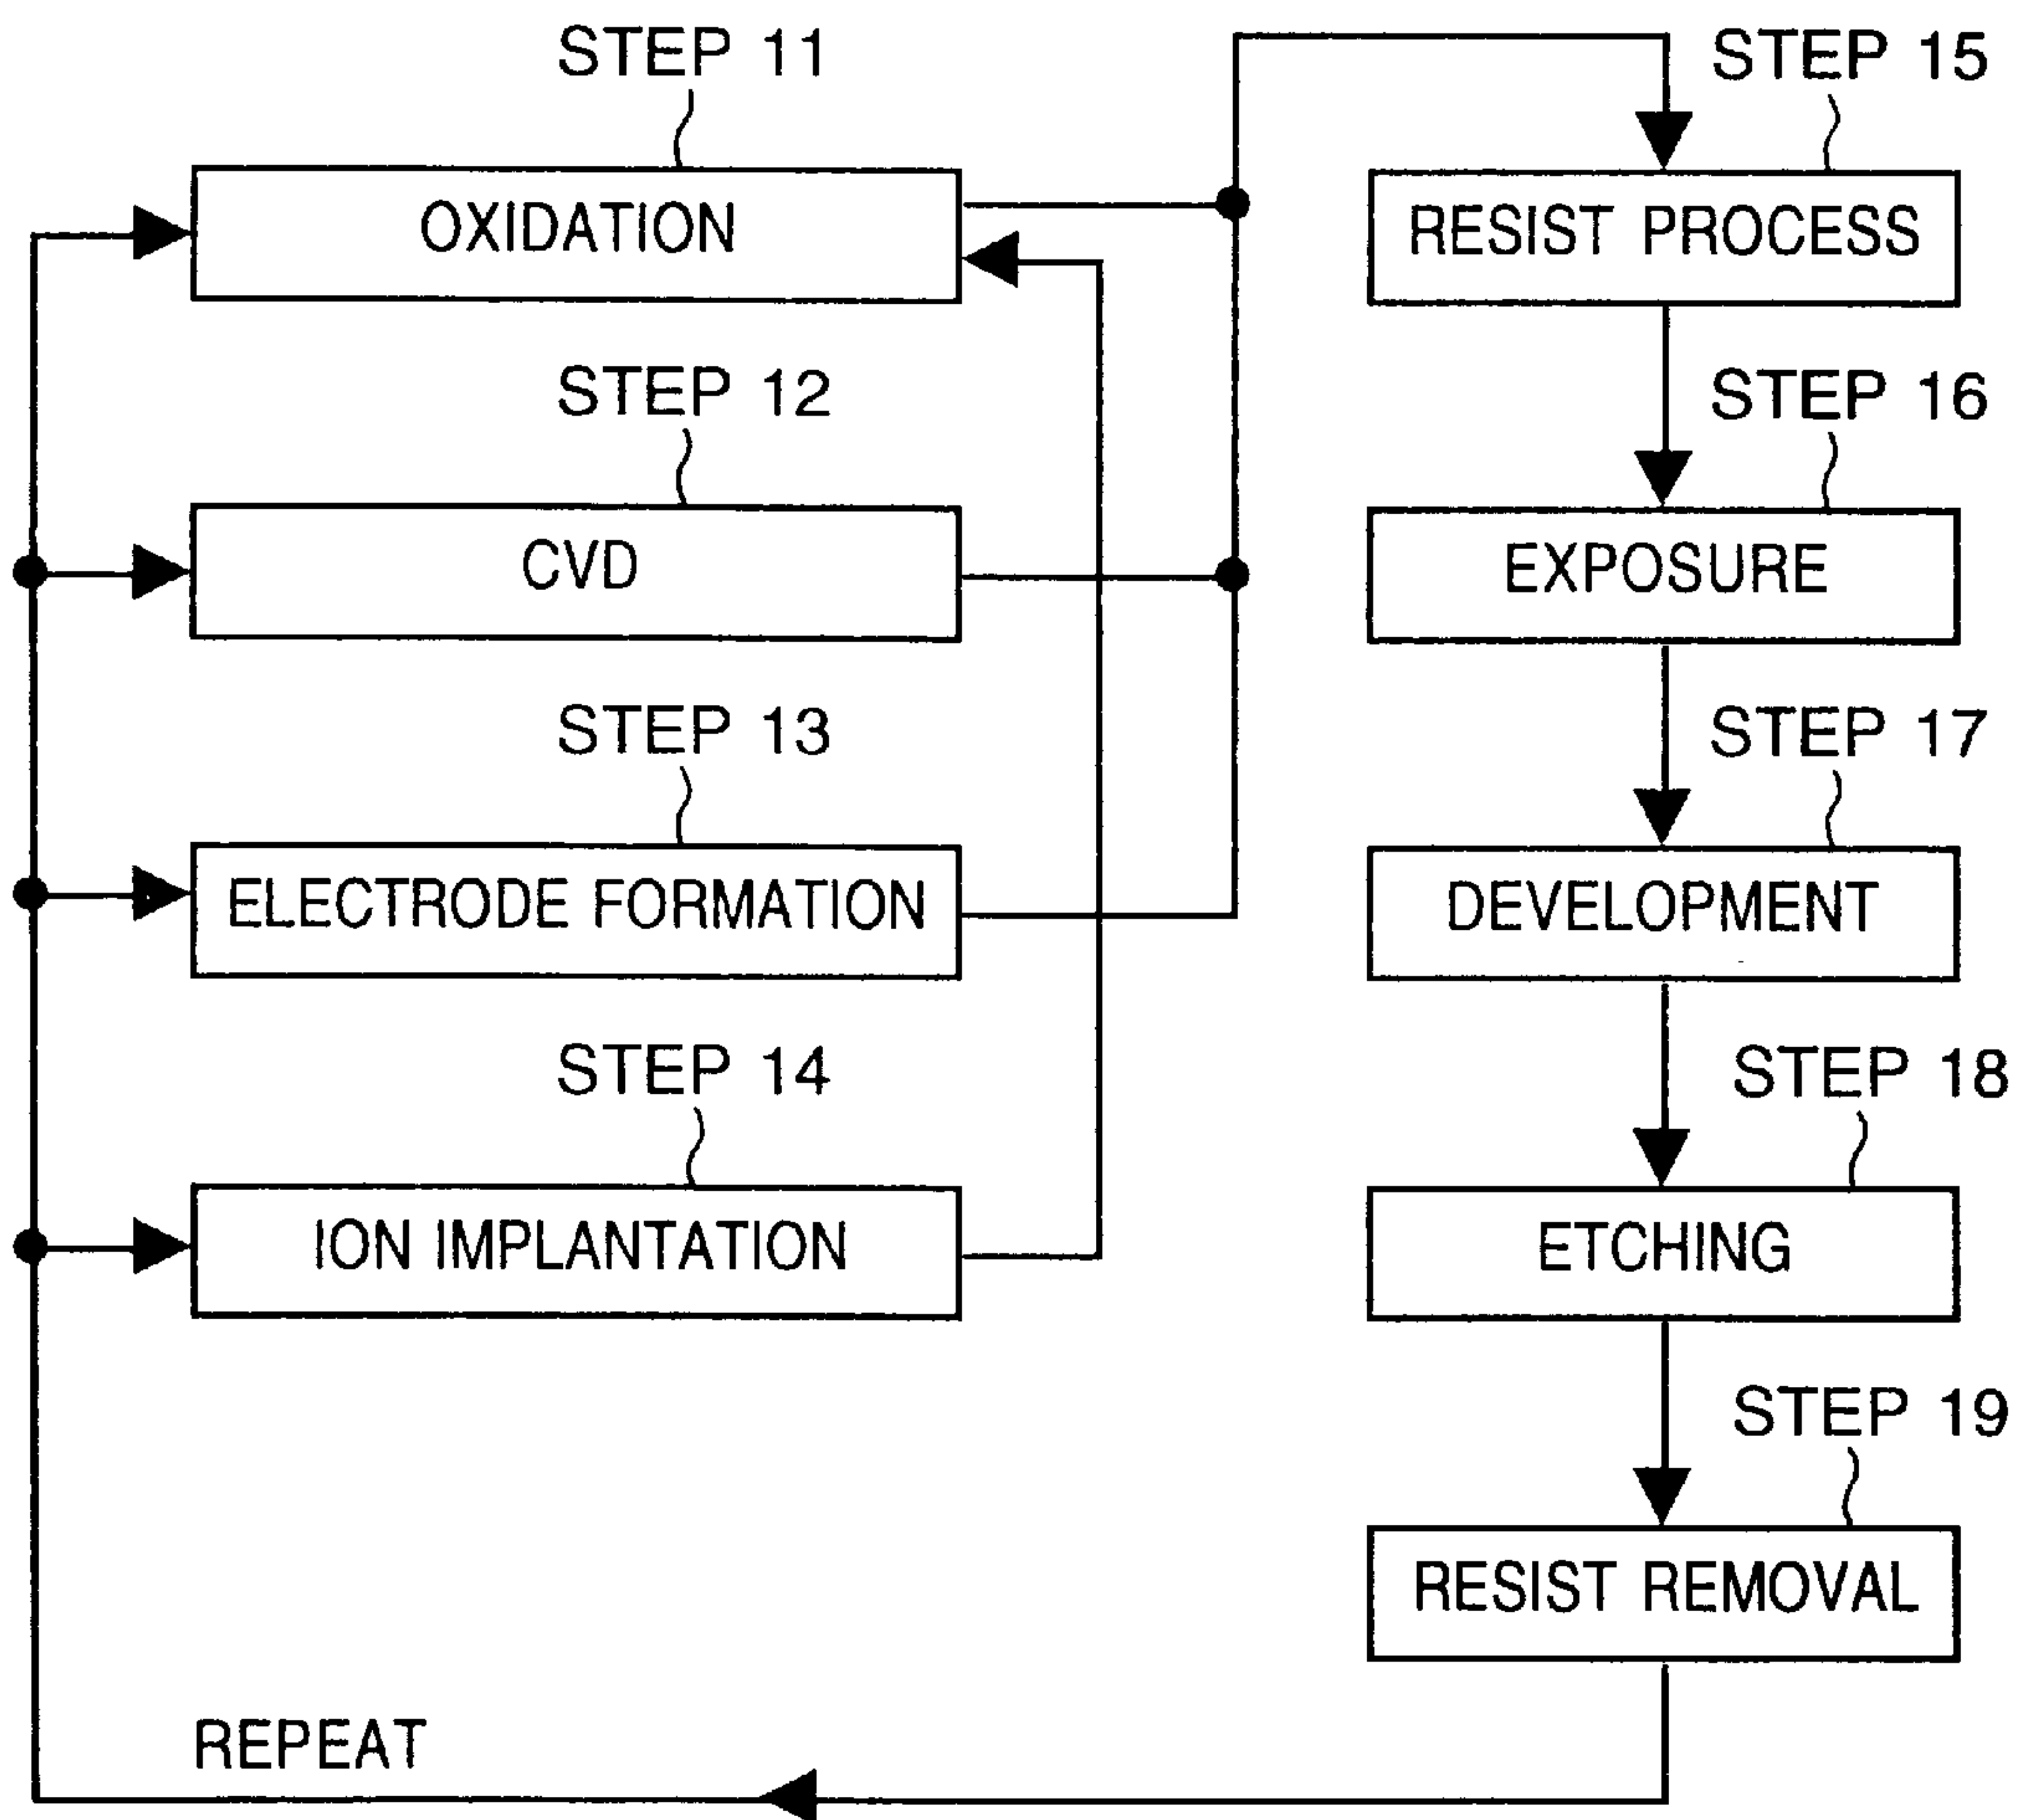 STEP 11
OXIDATION
STEP 12
CVD
STEP 13
ELECTRODE FORMATION
STEP 14
ION IMPLANTATION
STEP 15
RESIST PROCESS
STEP 16
EXPOSURE
STEP 17
DEVELOPMENT
STEP 18
ETCHING
STEP 19
RESIST REMOVAL
REPEAT